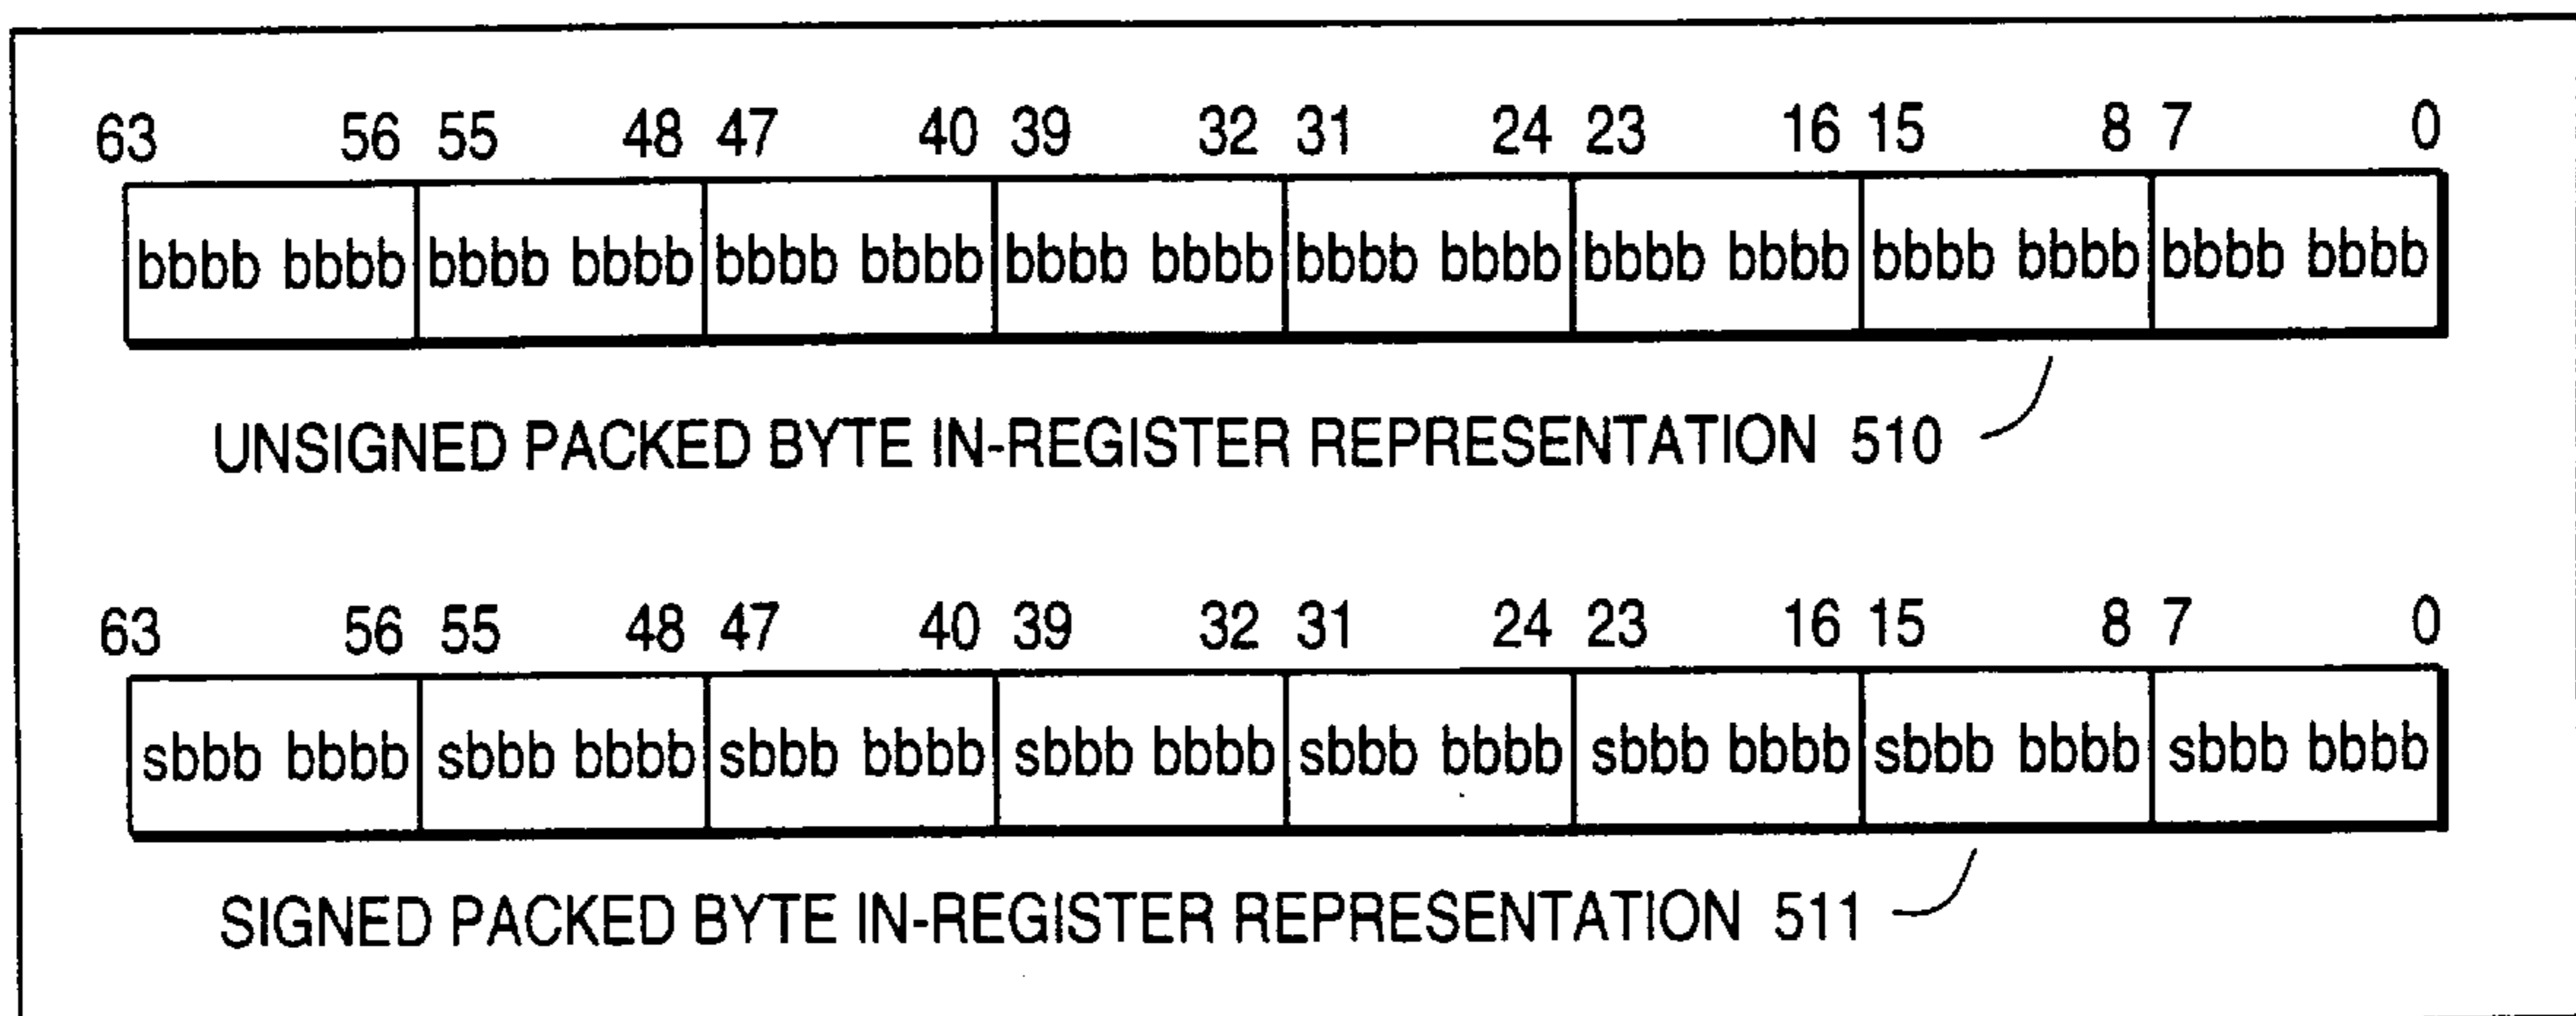 63 56 55 48 47 40 39 32 31 24 23 16 15 8 7 0
bbbb bbbb bbbb bbbb bbbb bbbb bbbb bbbb bbbb bbbb bbbb bbbb bbbb bbbb bbbb bbbb
UNSIGNED PACKED BYTE IN-REGISTER REPRESENTATION 510
63 56 55 48 47 40 39 32 31 24 23 16 15 8 7 0
sbbb bbbb sbbb bbbb sbbb bbbb sbbb bbbb sbbb bbbb sbbb bbbb sbbb bbbb sbbb bbbb
SIGNED PACKED BYTE IN-REGISTER REPRESENTATION 511